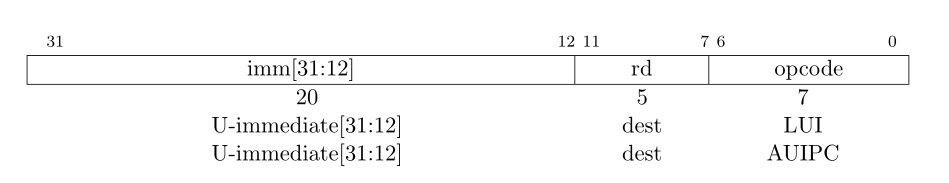 31 12 11 7 6 0
imm[31:12] rd opcode
20 5 7
U-immediate[31:12] dest LUI
U-immediate[31:12] dest AUIPC